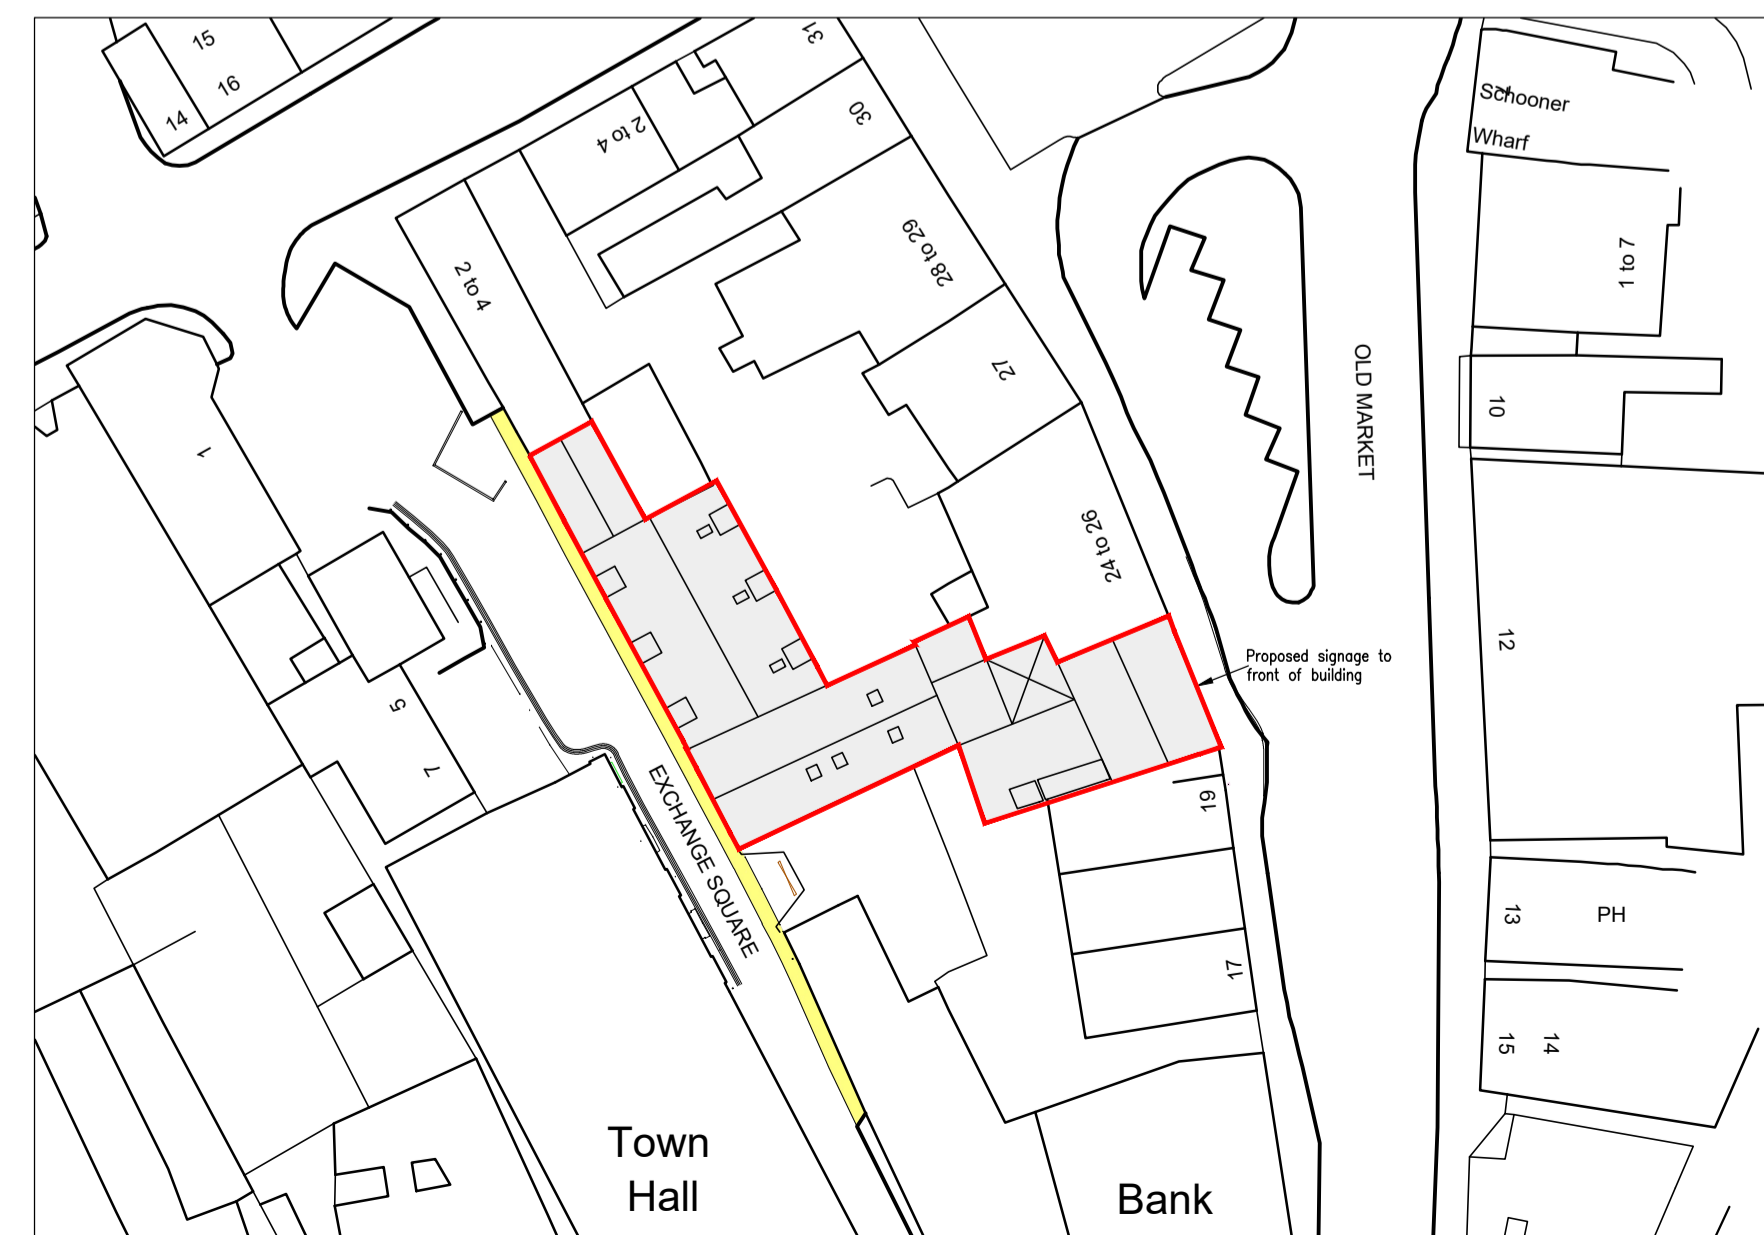 15
16
14
31
30
2 to 4
2 to 4
28 to 29
27
24 to 26
Schooner
Wharf
1 to 7
10
OLD MARKET
12
1
5
7
Proposed signage to
front of building
EXCHANGE SQUARE
19
17
13
PH
15
14
Town
Hall
Bank